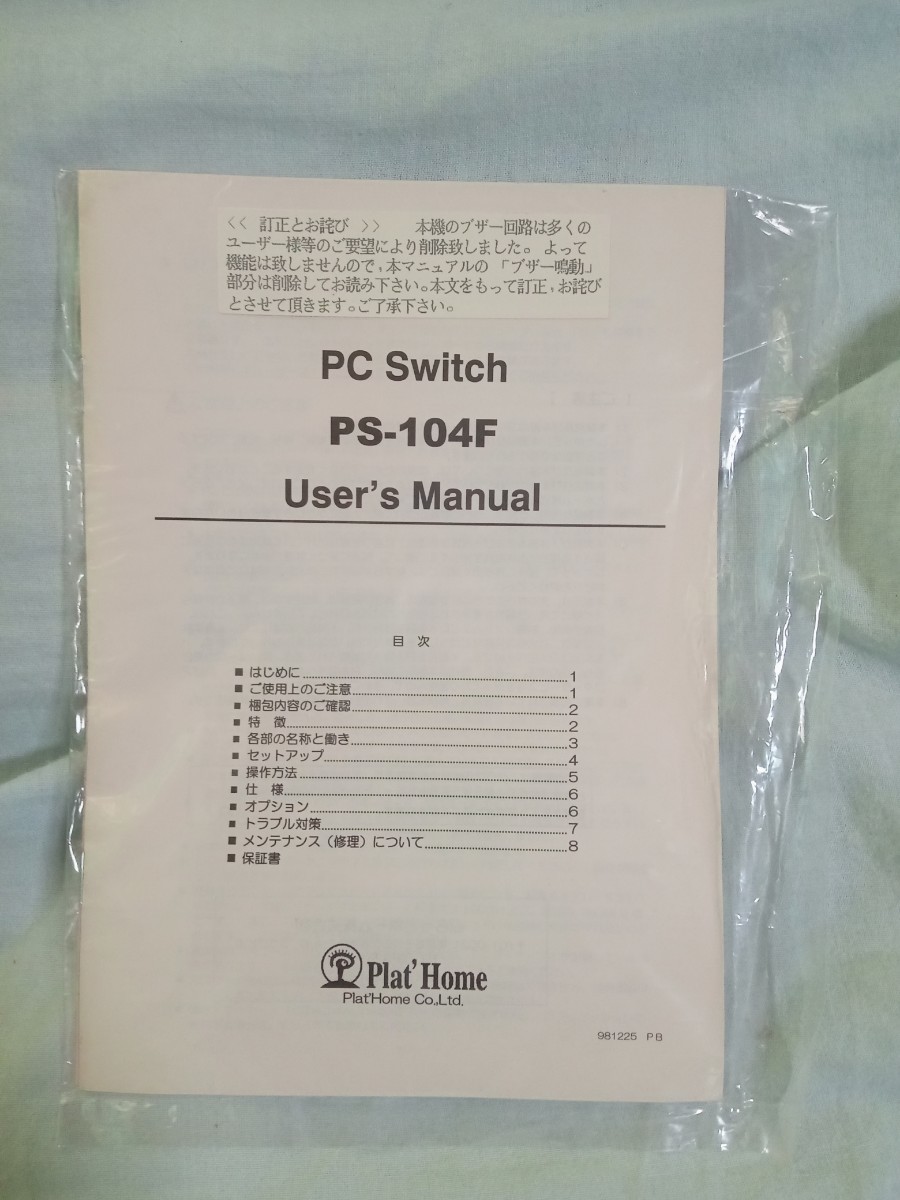 << 訂正とお詫び >>　本機のブザー回路は多くの
ユーザー様等のご要望により削除致しました。よって
機能は致しませんので,本マニュアルの「ブザー鳴動」
部分は削除してお読み下さい。本文をもって訂正,お詫び
とさせて頂きます。ご了承下さい。
PC Switch
PS-104F
User's Manual
目 次
■ はじめに 1
■ ご使用上のご注意 1
■ 梱包内容のご確認 2
■ 特 徴 2
■ 各部の名称と働き 3
■ セットアップ 4
■ 操作方法 5
■ 仕 様 6
■ オプション 6
■ トラブル対策 7
■ メンテナンス（修理）について 8
■ 保証書
Plat'Home
Plat'Home Co.,Ltd.
981225 PB